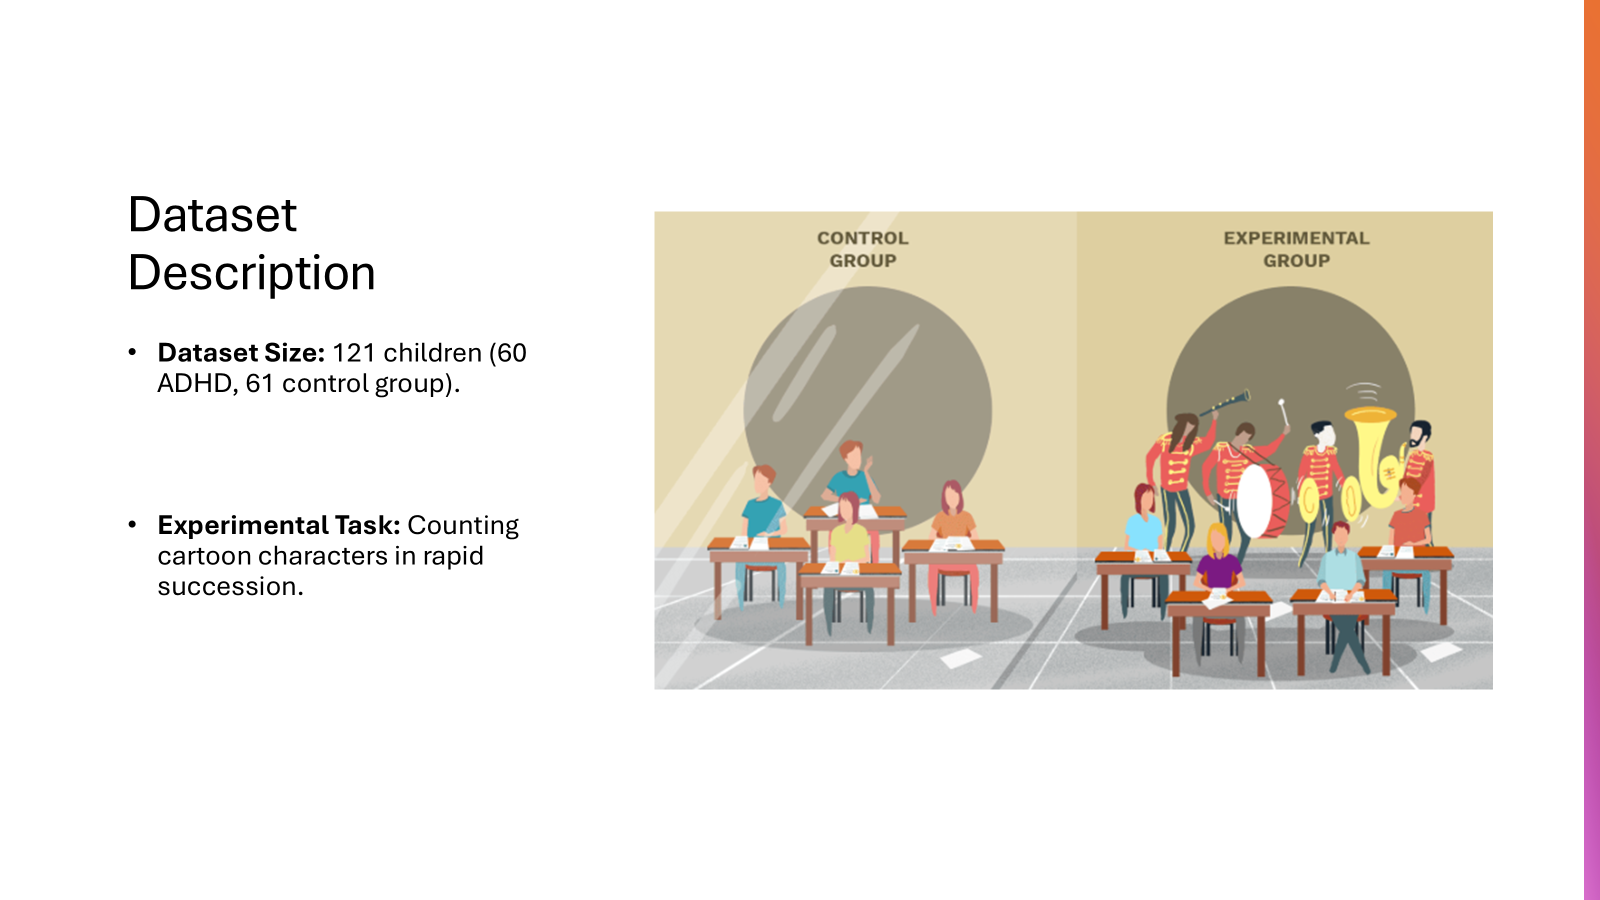 Dataset
Description
• Dataset Size: 121 children (60
ADHD, 61 control group).
• Experimental Task: Counting
cartoon characters in rapid
succession.
CONTROL
GROUP
EXPERIMENTAL
GROUP